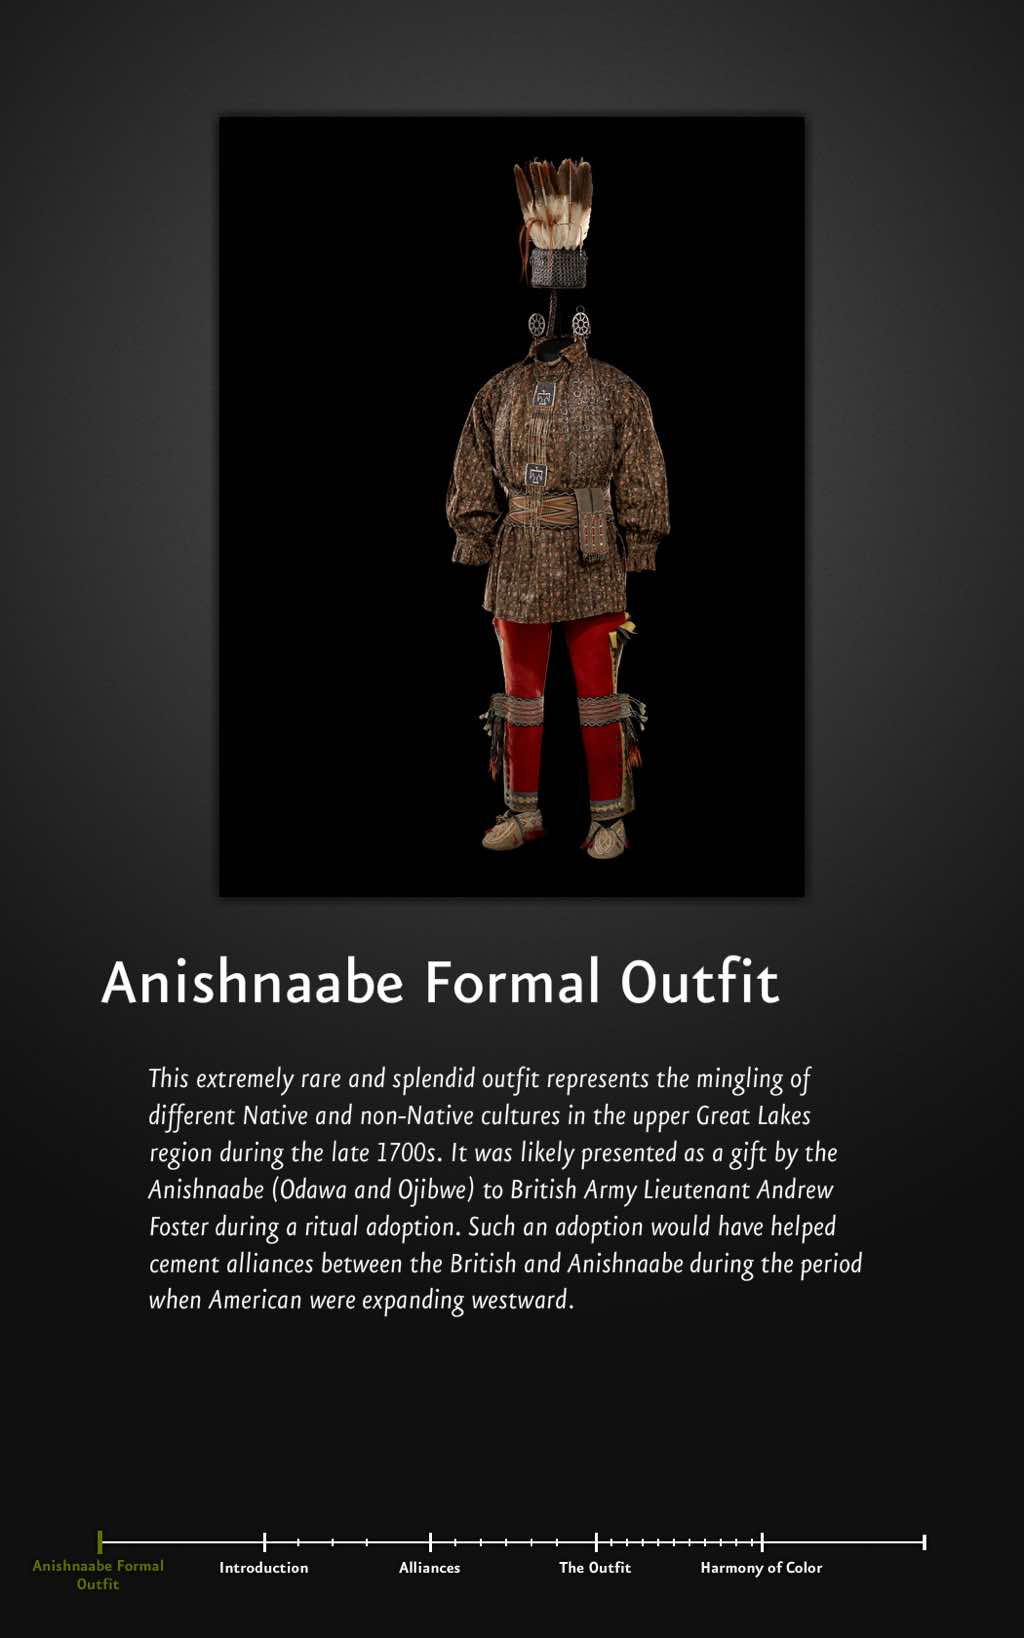 Anishnaabe Formal Outfit
This extremely rare and splendid outfit represents the mingling of
different Native and non-Native cultures in the upper Great Lakes
region during the late 1700s. It was likely presented as a gift by the
Anishnaabe (Odawa and Ojibwe) to British Army Lieutenant Andrew
Foster during a ritual adoption. Such an adoption would have helped
cement alliances between the British and Anishnaabe during the period
when American were expanding westward.
Anishnaabe Formal
Outfit
Introduction
Alliances
The Outfit
Harmony of Color